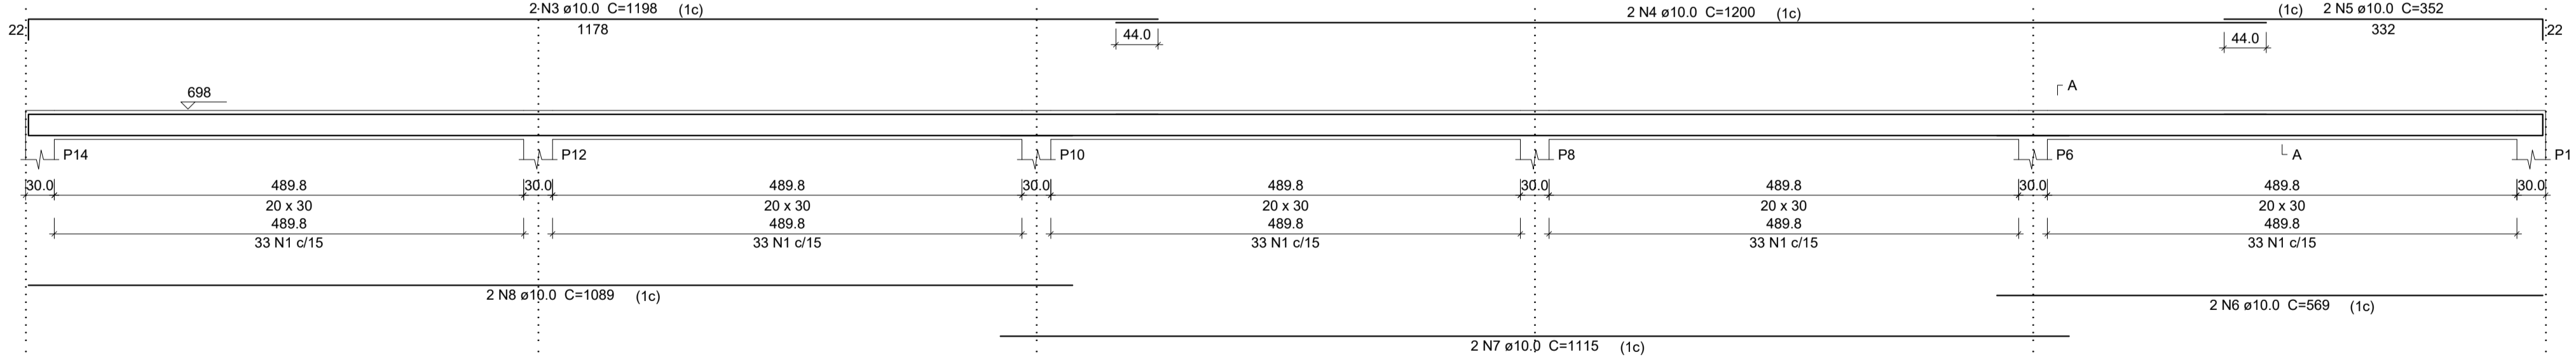 2 N3 ø10.0 C=1198 (1c)
2 N4 ø10.0 C=1200 (1c)
(1c) 2 N5 ø10.0 C=352
22
1178
44.0
44.0
332
22
698
A
P14
P12
P10
P8
P6
A
P1
30.0
489.8
30.0
489.8
30.0
489.8
30.0
489.8
30.0
489.8
30.0
20 x 30
20 x 30
20 x 30
20 x 30
20 x 30
489.8
489.8
489.8
489.8
489.8
33 N1 c/15
33 N1 c/15
33 N1 c/15
33 N1 c/15
33 N1 c/15
2 N8 ø10.0 C=1089 (1c)
2 N6 ø10.0 C=569 (1c)
2 N7 ø10.0 C=1115 (1c)